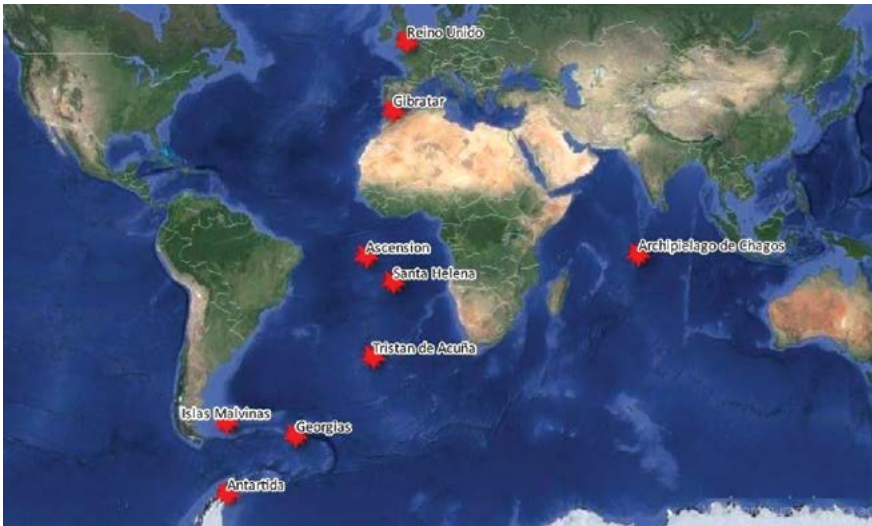 Reino Unido
Gibratar
Ascension
Archipielago de Chagos
Santa Helena
Tristan de Acuña
Islas Malvinas
Georgias
Antartida